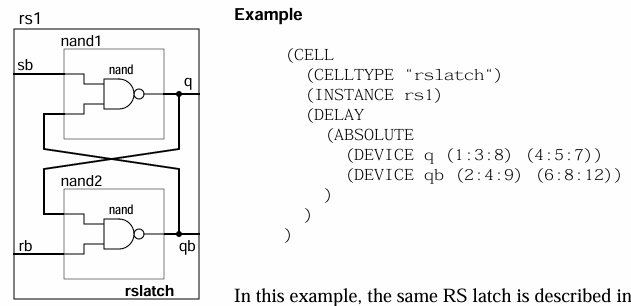 rs1
nand1
sb
nand
q
nand2
nand
rb
qb
rslatch
Example
(CELL
(CELLTYPE “rslatch“)
(INSTANCE rs1)
(DELAY
(ABSOLUTE
(DEVICE q (1:3:8) (4:5:7))
(DEVICE qb (2:4:9) (6:8:12))
)
)
)
In this example, the same RS latch is described in